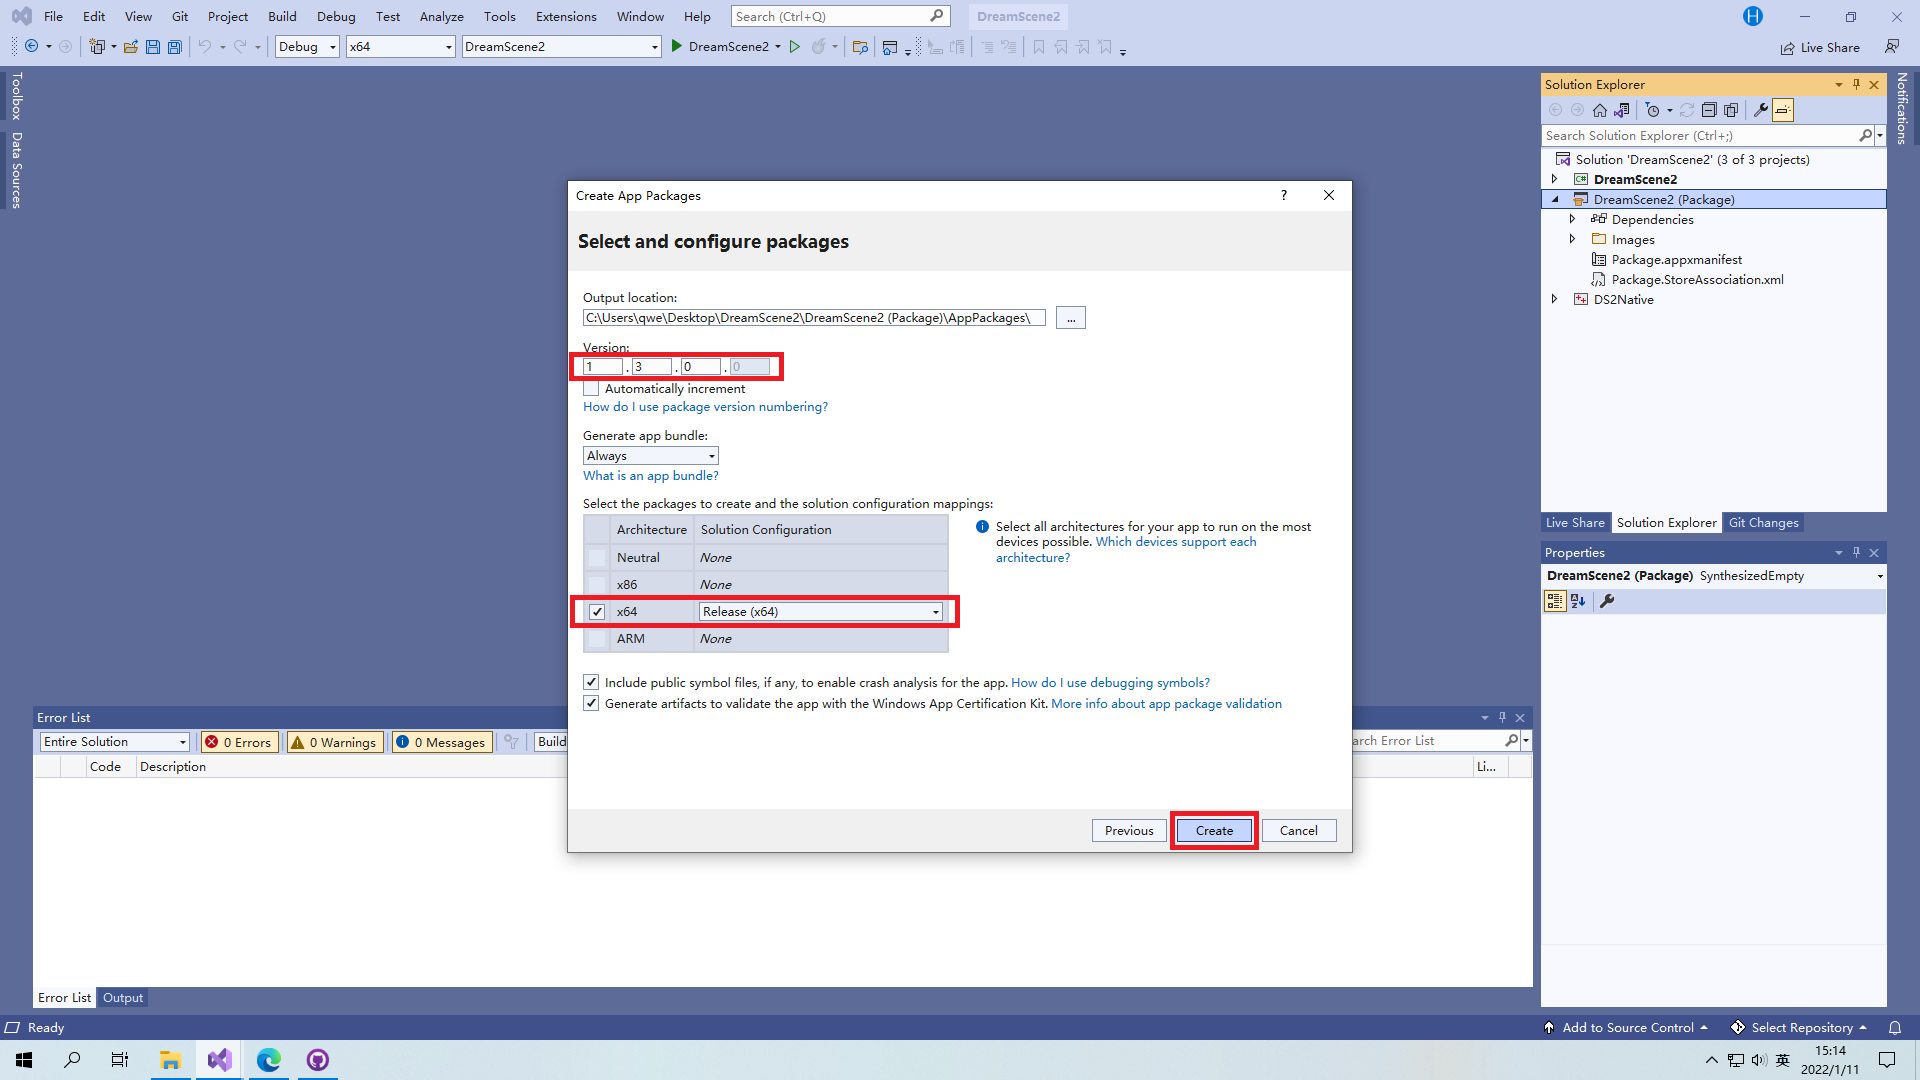 File Edit View Git Project Build Debug Test Analyze Tools Extensions Window Help Search (Ctrl+Q) DreamScene2
H
Debug x64 DreamScene2 DreamScene2 Live Share
Toolbox
Data Sources
Notifications
Solution Explorer
Search Solution Explorer (Ctrl+;)
Solution 'DreamScene2' (3 of 3 projects)
DreamScene2
DreamScene2 (Package)
Dependencies
Images
Package.appxmanifest
Package.StoreAssociation.xml
DS2Native
Live Share Solution Explorer Git Changes
Properties
DreamScene2 (Package) SynthesizedEmpty
Create App Packages ?
Select and configure packages
Output location:
C:\Users\qwe\Desktop\DreamScene2\DreamScene2 (Package)\AppPackages\ ...
Version:
1 . 3 . 0 . 0
Automatically increment
How do I use package version numbering?
Generate app bundle:
Always
What is an app bundle?
Select the packages to create and the solution configuration mappings:
Architecture Solution Configuration
Neutral None
x86 None
x64 Release (x64)
ARM None
Select all architectures for your app to run on the most
devices possible. Which devices support each
architecture?
Include public symbol files, if any, to enable crash analysis for the app. How do I use debugging symbols?
Generate artifacts to validate the app with the Windows App Certification Kit. More info about app package validation
Previous Create Cancel
Error List
Entire Solution 0 Errors 0 Warnings 0 Messages Build arch Error List
Code Description Li...
Error List Output
Ready Add to Source Control Select Repository
英 15:14
2022/1/11